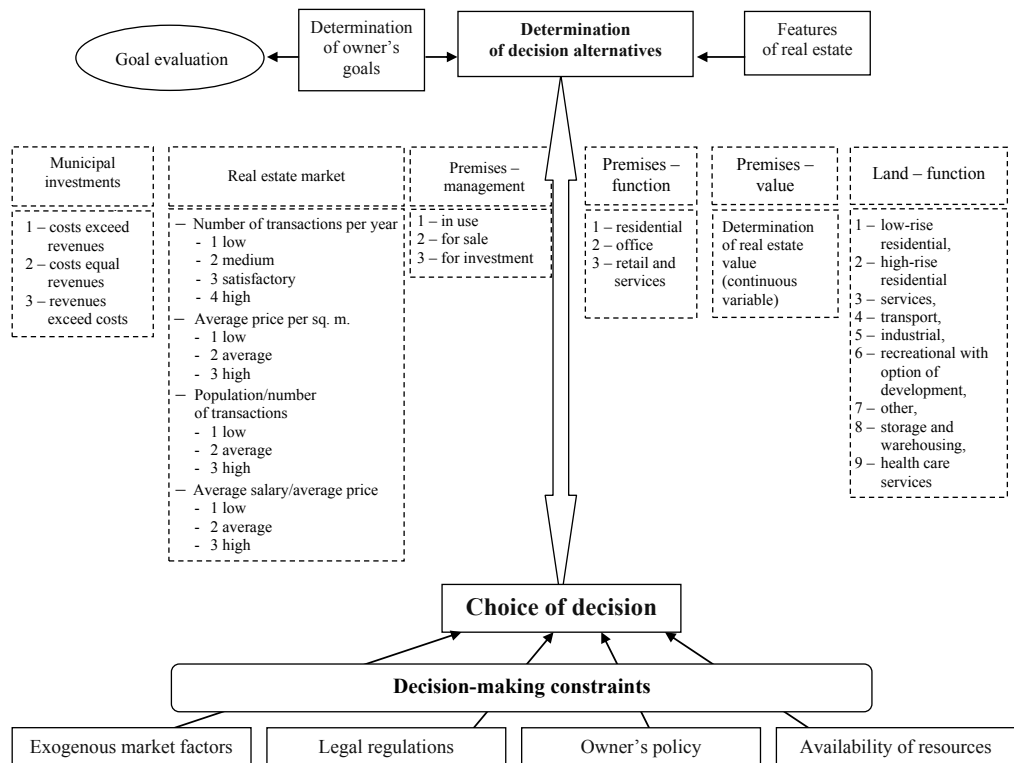 Goal evaluation
Determination
of owner's
goals
Determination
of decision alternatives
Features
of real estate
Municipal
investments
1 – costs exceed
revenues
2 – costs equal
revenues
3 – revenues
exceed costs
Real estate market
– Number of transactions per year
- 1 low
- 2 medium
- 3 satisfactory
- 4 high
– Average price per sq. m.
- 1 low
- 2 average
- 3 high
– Population/number
of transactions
- 1 low
- 2 average
- 3 high
– Average salary/average price
- 1 low
- 2 average
- 3 high
Premises –
management
1 – in use
2 – for sale
3 – for investment
Premises –
function
1 – residential
2 – office
3 – retail and
services
Premises –
value
Determination
of real estate
value
(continuous
variable)
Land – function
1 – low-rise
residential,
2 – high-rise
residential
3 – services,
4 – transport,
5 – industrial,
6 – recreational with
option of
development,
7 – other,
8 – storage and
warehousing,
9 – health care
services
Choice of decision
Decision-making constraints
Exogenous market factors
Legal regulations
Owner's policy
Availability of resources